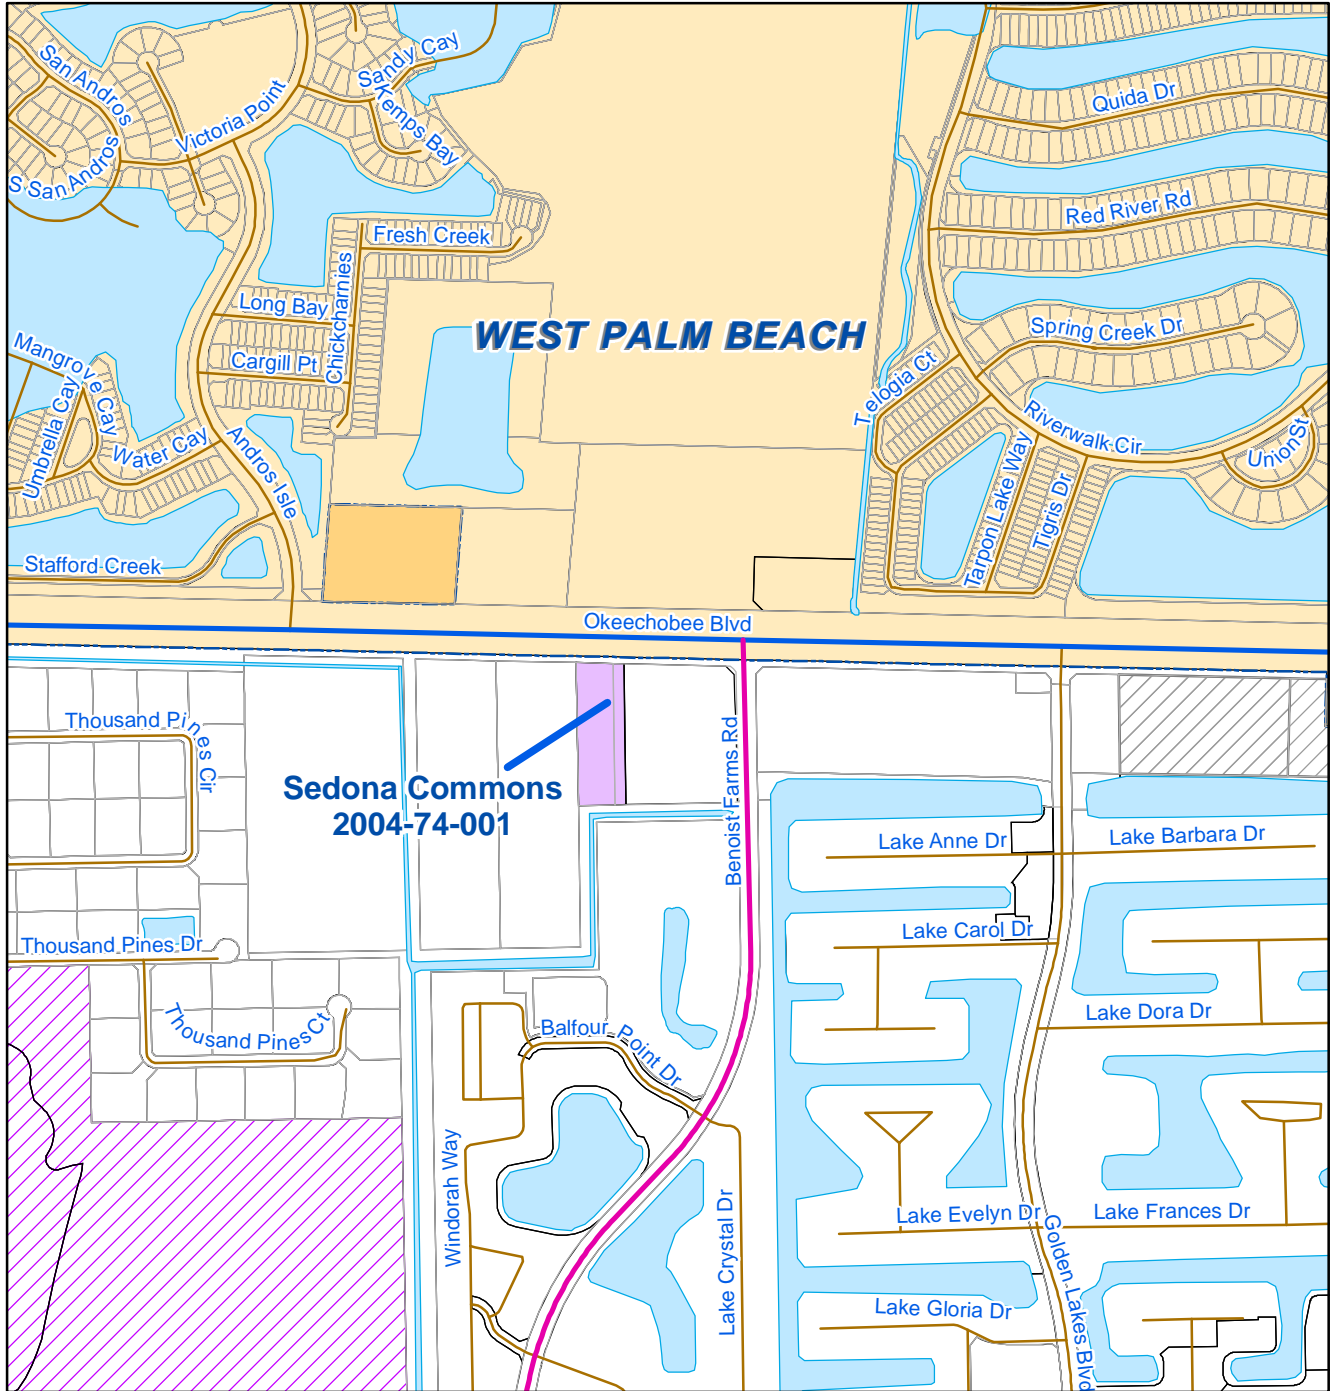 San Andros
Sandy Cay
Kemps Bay
Victoria Point
S San Andros
Quida Dr
Red River Rd
Fresh Creek
Chickcharnies
Long Bay
Cargill Pt
WEST PALM BEACH
Spring Creek Dr
Mangrove Cay
Umbrella Cay
Water Cay
Andros Isle
Telogia Ct
Riverwalk Cir
Union St
Tarpon Lake Way
Tigris Dr
Stafford Creek
Okeechobee Blvd
Thousand Pines Cir
Sedona Commons
2004-74-001
Benoist Farms Rd
Lake Anne Dr
Lake Barbara Dr
Thousand Pines Dr
Lake Carol Dr
Thousand Pines Ct
Balfour Point Dr
Lake Dora Dr
Windorah Way
Lake Crystal Dr
Lake Evelyn Dr
Lake Frances Dr
Golden Lakes Blvd
Lake Gloria Dr